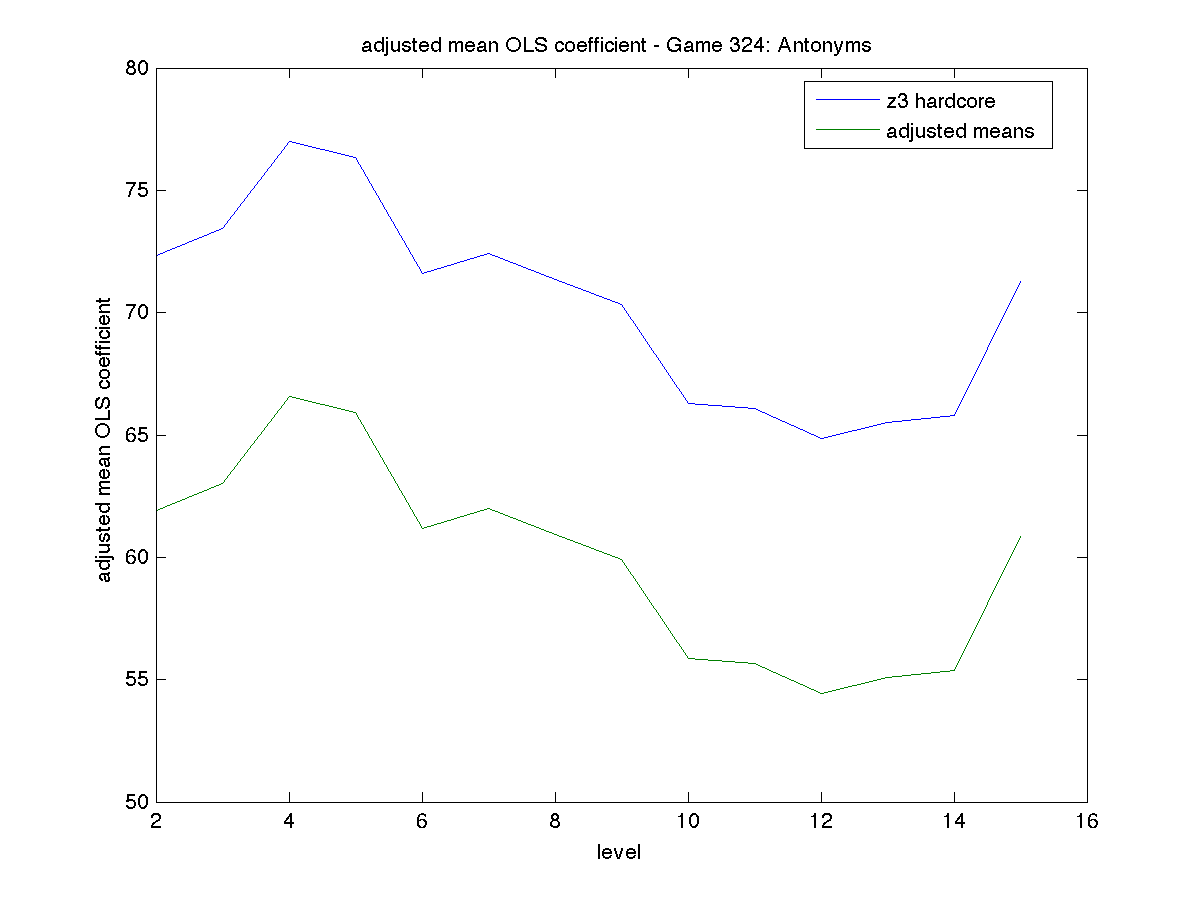 adjusted mean OLS coefficient - Game 324: Antonyms
80
z3 hardcore
adjusted means
75
70
65
60
55
50
adjusted mean OLS coefficient
2 4 6 8 10 12 14 16
level